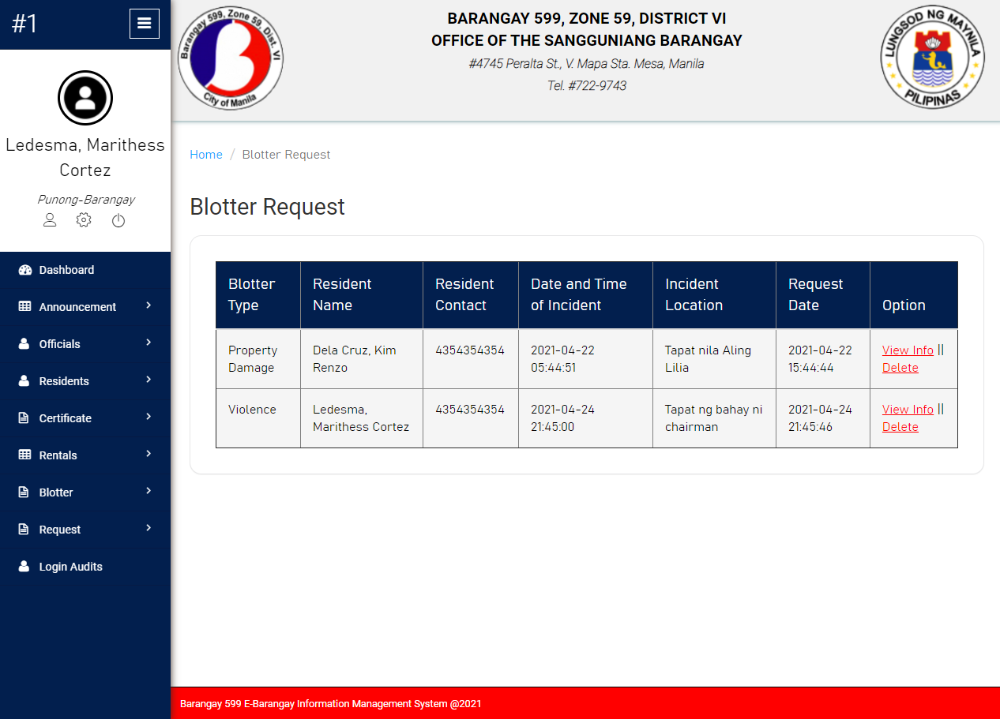 #1
Ledesma, Marithess
Cortez
Punong-Barangay
Dashboard
Announcement
Officials
Residents
Certificate
Rentals
Blotter
Request
Login Audits
Barangay 599, Zone 59, Dist. VI
City of Manila
BARANGAY 599, ZONE 59, DISTRICT VI
OFFICE OF THE SANGGUNIANG BARANGAY
#4745 Peralta St., V. Mapa Sta. Mesa, Manila
Tel. #722-9743
LUNGSOD NG MAYNILA
PILIPINAS
Home / Blotter Request
Blotter Request
Blotter Resident Resident Date and Time Incident Request
Type Name Contact of Incident Location Date Option
Property Dela Cruz, Kim 4354354354 2021-04-22 Tapat nila Aling 2021-04-22 View Info ||
Damage Renzo 05:44:51 Lilia 15:44:44 Delete
Violence Ledesma, 4354354354 2021-04-24 Tapat ng bahay ni 2021-04-24 View Info ||
Marithess Cortez 21:45:00 chairman 21:45:46 Delete
Barangay 599 E-Barangay Information Management System @2021